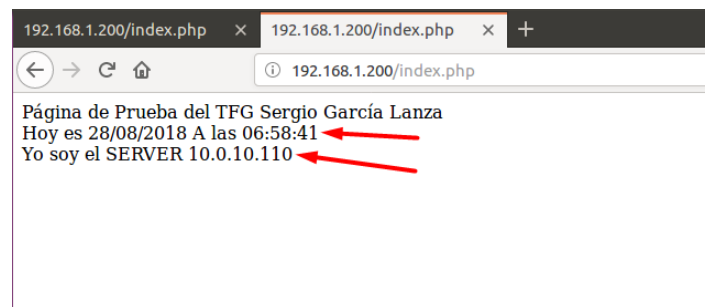 192.168.1.200/index.php × 192.168.1.200/index.php × +
192.168.1.200/index.php
Página de Prueba del TFG Sergio García Lanza
Hoy es 28/08/2018 A las 06:58:41
Yo soy el SERVER 10.0.10.110